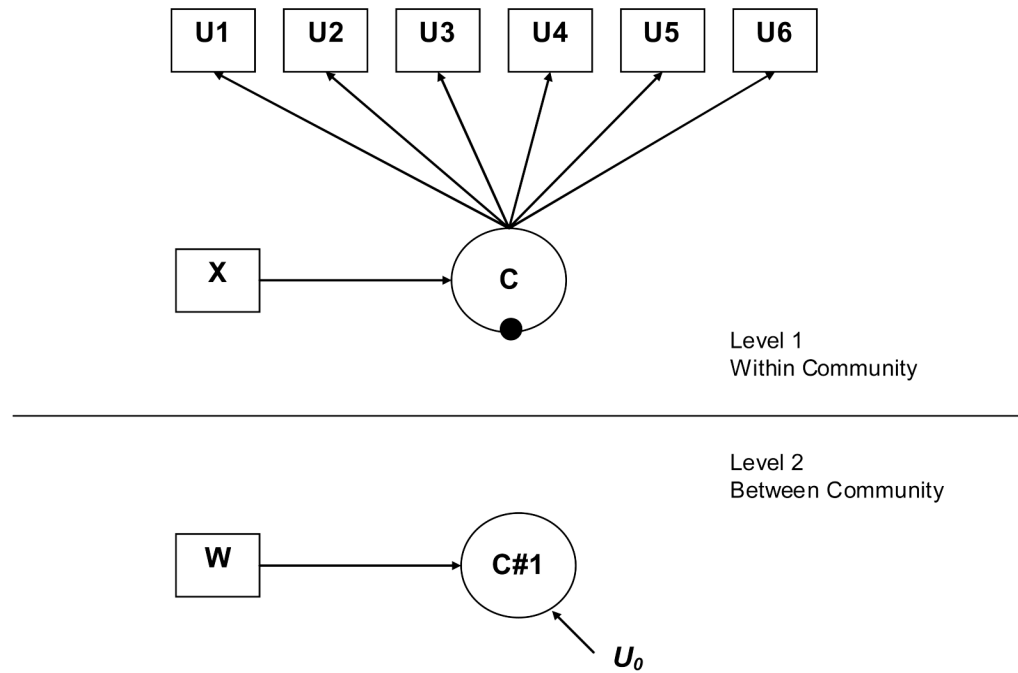 U1 U2 U3 U4 U5 U6
X
C
Level 1
Within Community
Level 2
Between Community
W
C#1
U0